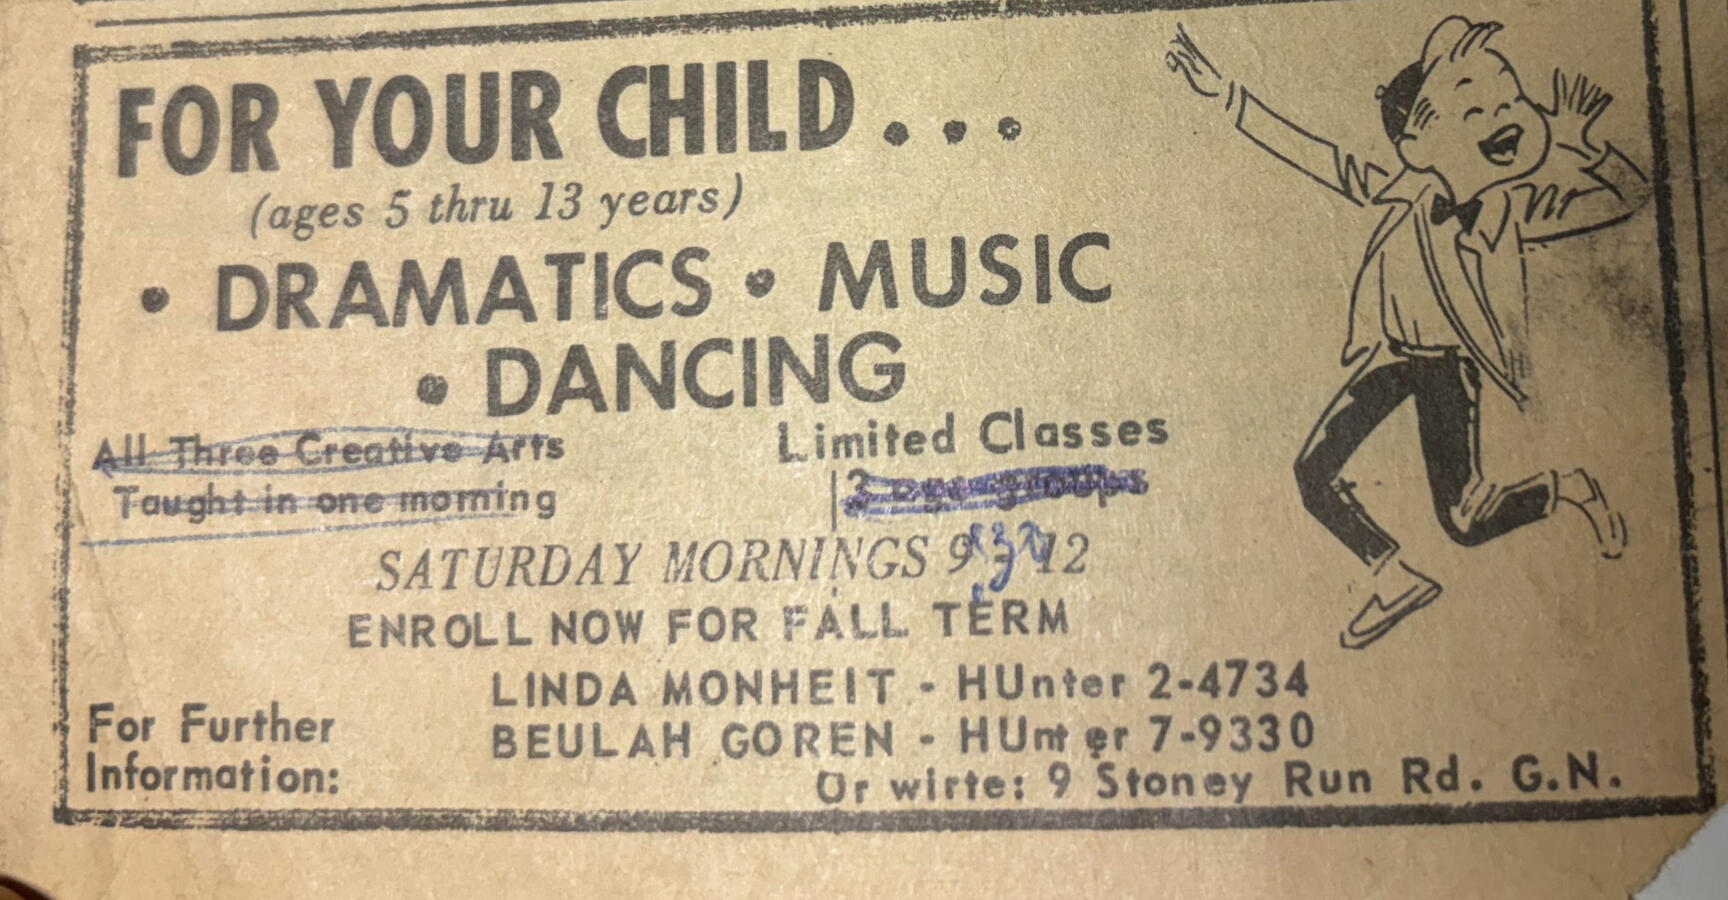 FOR YOUR CHILD...
(ages 5 thru 13 years)
• DRAMATICS • MUSIC
• DANCING
All Three Creative Arts
Taught in one morning
Limited Classes
age groups
SATURDAY MORNINGS 9 12
ENROLL NOW FOR FALL TERM
For Further
Information:
LINDA MONHEIT - HUnter 2-4734
BEULAH GOREN - HUnter 7-9330
Or wirte: 9 Stoney Run Rd. G.N.